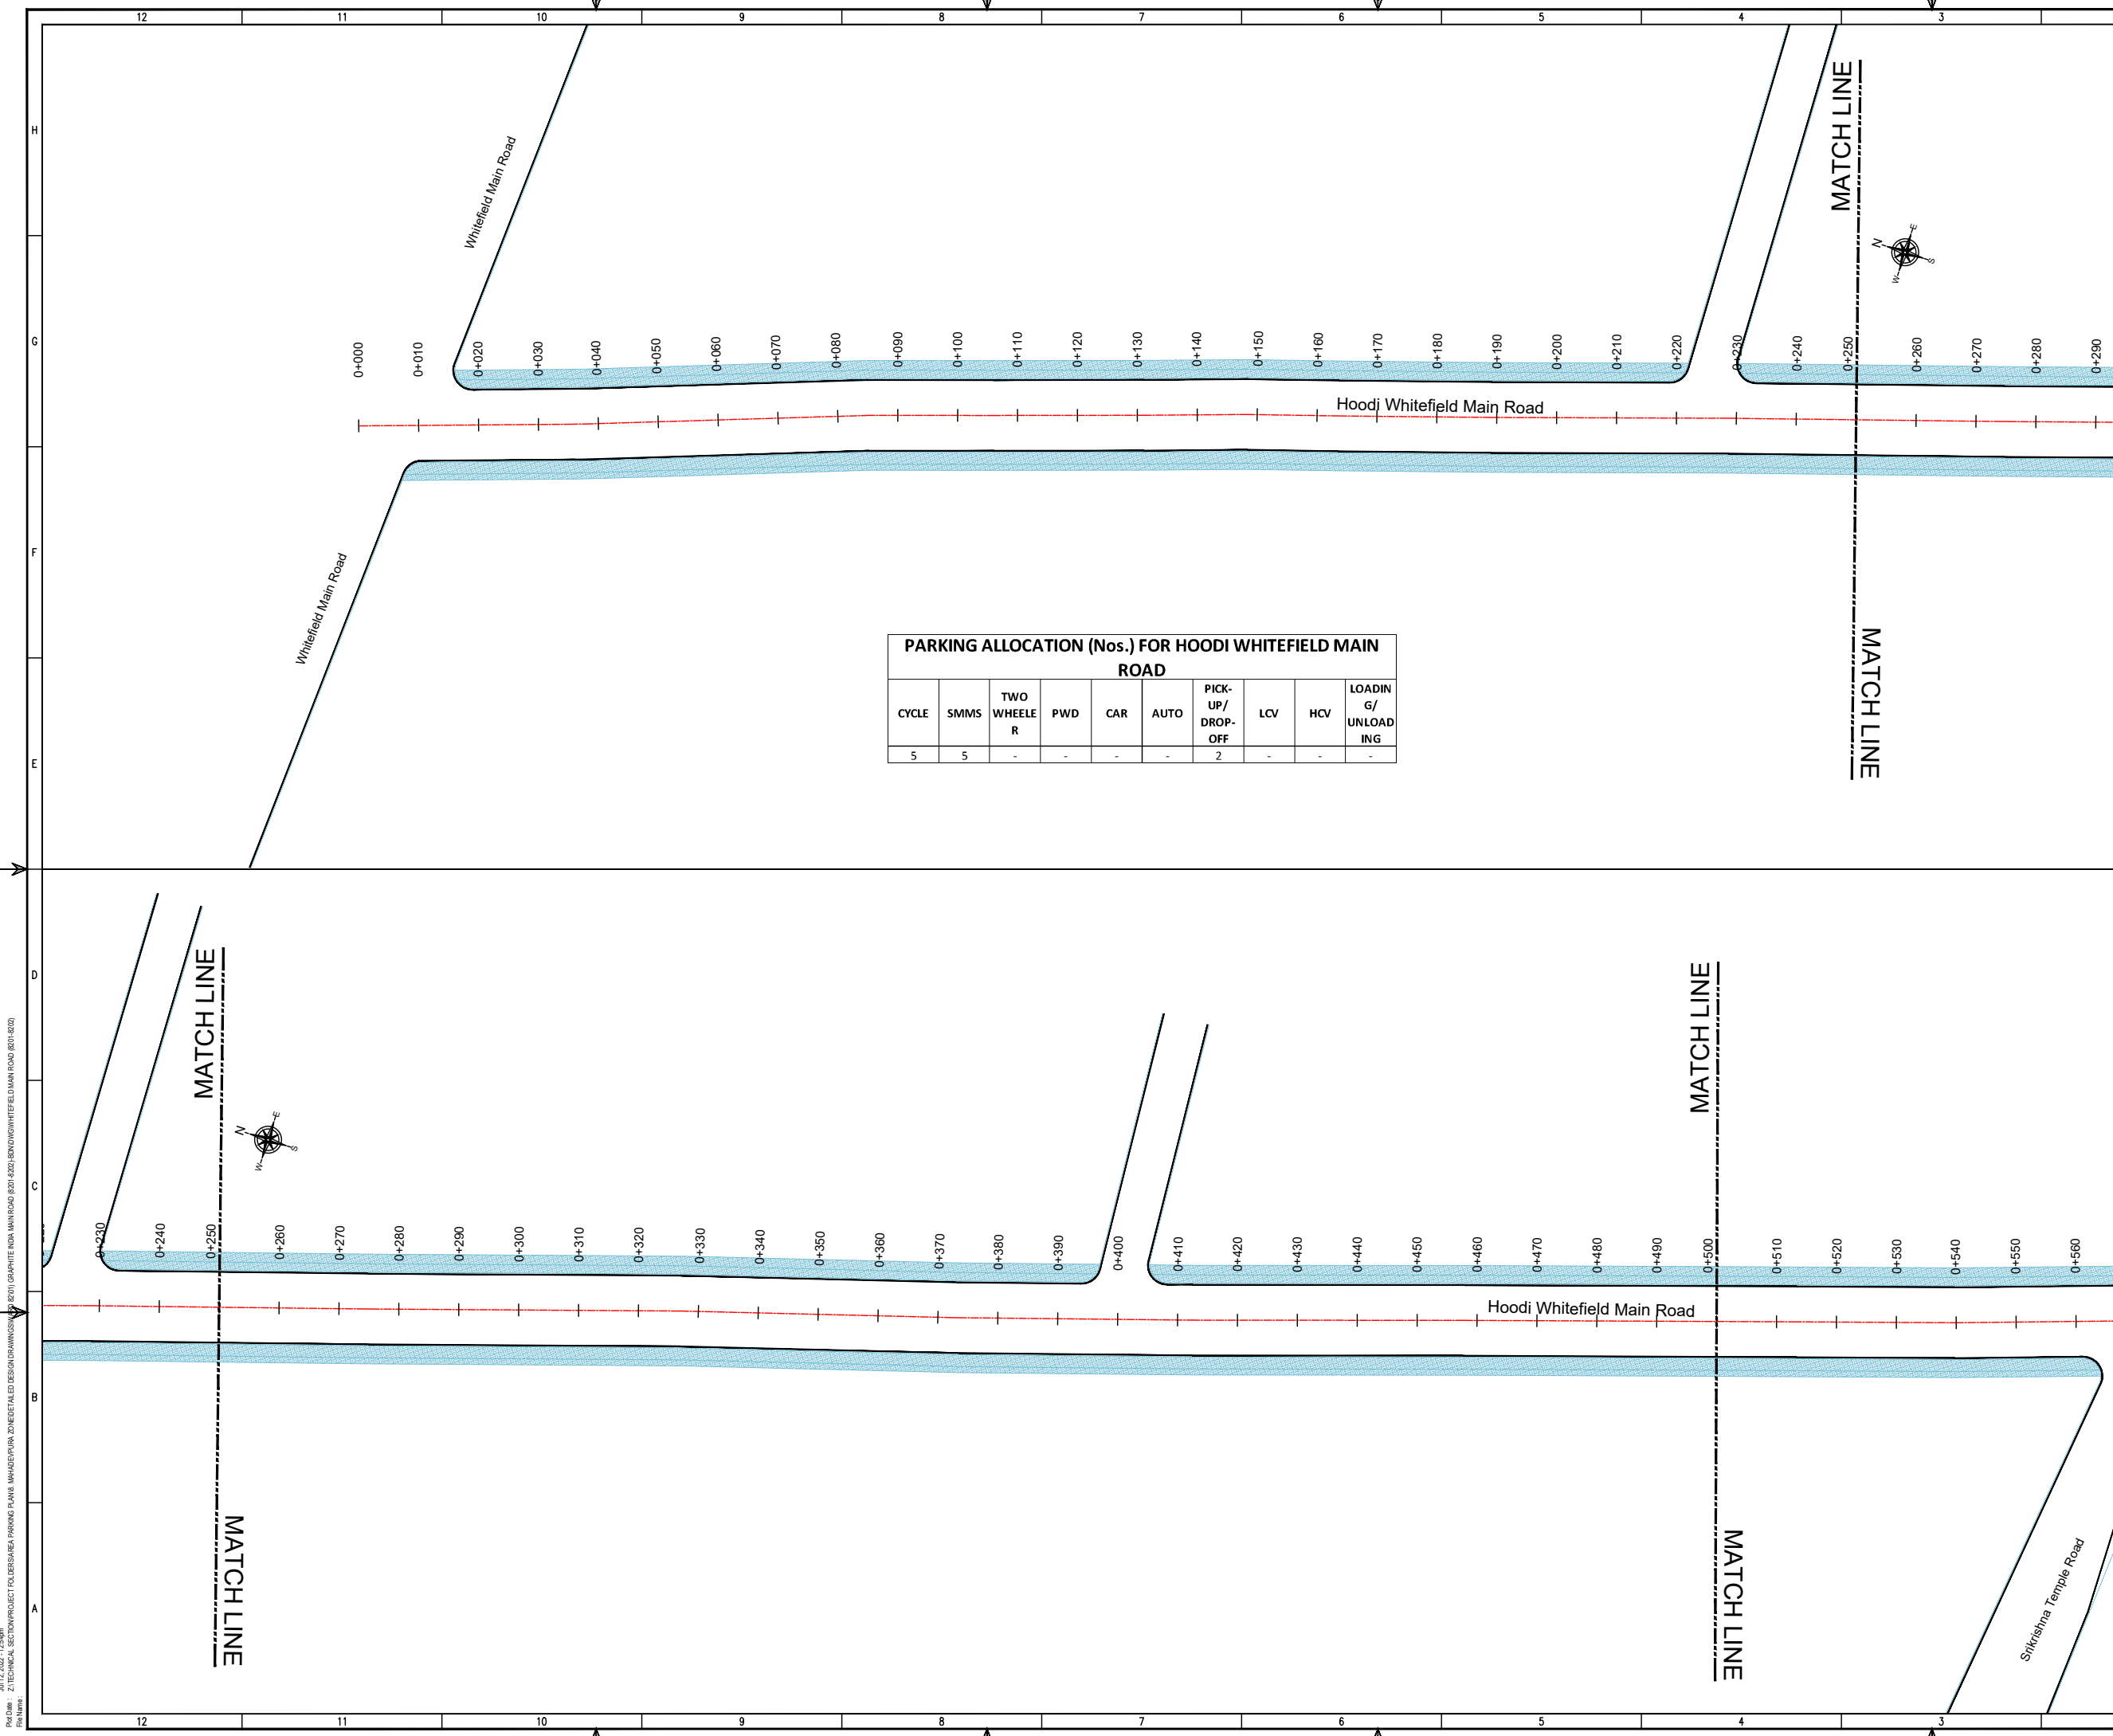 12 11 10 9 8 7 6 5 4 3
H
G
F
E
D
C
B
A
Whitefield Main Road
MATCH LINE
N E S W
0+000 0+010 0+020 0+030 0+040 0+050 0+060 0+070 0+080 0+090 0+100 0+110 0+120 0+130 0+140 0+150 0+160 0+170 0+180 0+190 0+200 0+210 0+220 0+230 0+240 0+250 0+260 0+270 0+280 0+290
Hoodi Whitefield Main Road
Whitefield Main Road
MATCH LINE
PARKING ALLOCATION (Nos.) FOR HOODI WHITEFIELD MAIN
ROAD
CYCLE SMMS TWO WHEELE R PWD CAR AUTO PICK- UP/ DROP- OFF LCV HCV LOADIN G/ UNLOAD ING
5 5 - - - - 2 - - -
MATCH LINE
MATCH LINE
N E S W
0+230 0+240 0+250 0+260 0+270 0+280 0+290 0+300 0+310 0+320 0+330 0+340 0+350 0+360 0+370 0+380 0+390 0+400 0+410 0+420 0+430 0+440 0+450 0+460 0+470 0+480 0+490 0+500 0+510 0+520 0+530 0+540 0+550 0+560
Hoodi Whitefield Main Road
MATCH LINE
MATCH LINE
Srikrishna Temple Road
Plot Date :
File Name :
12 11 10 9 8 7 6 5 4 3